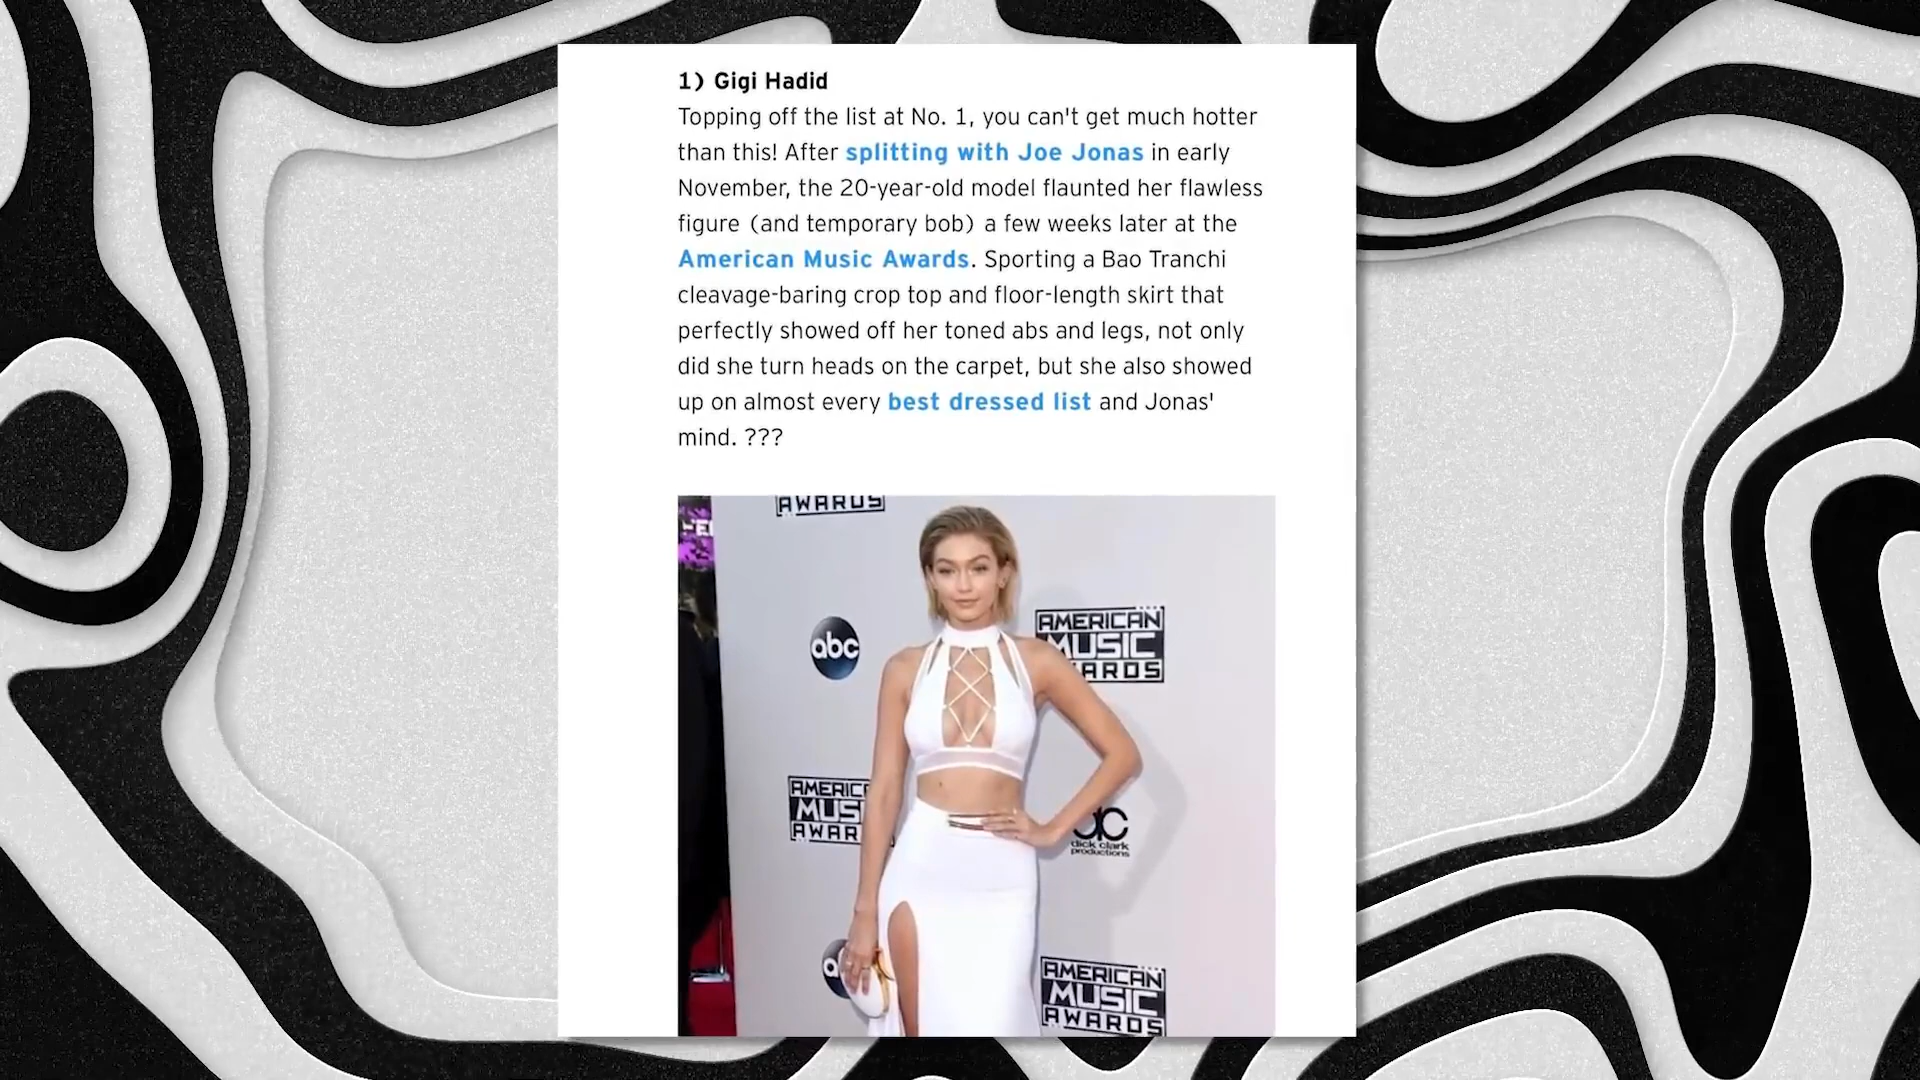 1) Gigi Hadid
Topping off the list at No. 1, you can't get much hotter
than this! After splitting with Joe Jonas in early
November, the 20-year-old model flaunted her flawless
figure (and temporary bob) a few weeks later at the
American Music Awards. Sporting a Bao Tranchi
cleavage-baring crop top and floor-length skirt that
perfectly showed off her toned abs and legs, not only
did she turn heads on the carpet, but she also showed
up on almost every best dressed list and Jonas'
mind. ???
AWARDS
abc
AMERICAN
MUSIC
ARDS
AMERIC
MUS
AWAR
dc
dick clark
productions
a
AMERICAN
MUSIC
AWARDS